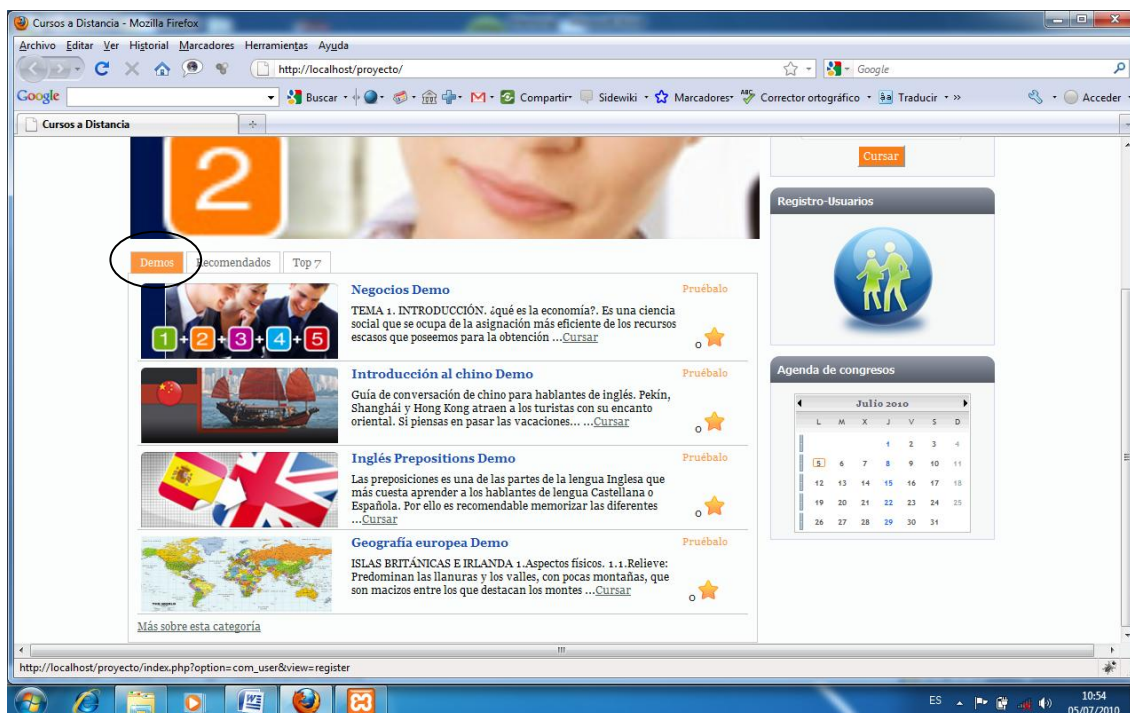 Cursos a Distancia - Mozilla Firefox
Archivo Editar Ver Historial Marcadores Herramientas Ayuda
http://localhost/proyecto/
Google
Google
Buscar
Compartir
Sidewiki
Marcadores
Corrector ortográfico
Traducir
»
Acceder
Cursos a Distancia
2
Cursar
Registro-Usuarios
Demos
Recomendados
Top 7
Negocios Demo
Pruébalo
TEMA 1. INTRODUCCIÓN. ¿qué es la economía?. Es una ciencia
social que se ocupa de la asignación más eficiente de los recursos
escasos que poseemos para la obtención ...Cursar
0
1+2+3+4+5
Introducción al chino Demo
Pruébalo
Guía de conversación de chino para hablantes de inglés. Pekín,
Shanghái y Hong Kong atraen a los turistas con su encanto
oriental. Si piensas en pasar las vacaciones... ...Cursar
0
Inglés Prepositions Demo
Pruébalo
Las preposiciones es una de las partes de la lengua Inglesa que
más cuesta aprender a los hablantes de lengua Castellana o
Española. Por ello es recomendable memorizar las diferentes
...Cursar
0
Geografía europea Demo
Pruébalo
ISLAS BRITÁNICAS E IRLANDA 1.Aspectos físicos. 1.1.Relieve:
Predominan las llanuras y los valles, con pocas montañas, que
son macizos entre los que destacan los montes ...Cursar
0
Más sobre esta categoría
Agenda de congresos
Julio 2010
L M X J V S D
1 2 3 4
5 6 7 8 9 10 11
12 13 14 15 16 17 18
19 20 21 22 23 24 25
26 27 28 29 30 31
http://localhost/proyecto/index.php?option=com_user&view=register
ES
10:54
05/07/2010